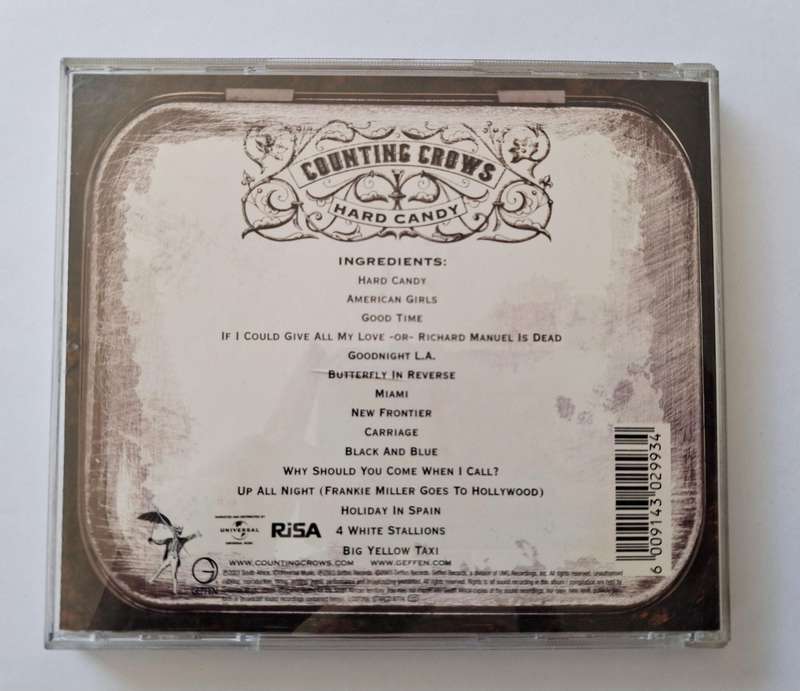 COUNTING CROWS
HARD CANDY
INGREDIENTS:
HARD CANDY
AMERICAN GIRLS
GOOD TIME
IF I COULD GIVE ALL MY LOVE -OR- RICHARD MANUEL IS DEAD
GOODNIGHT L.A.
BUTTERFLY IN REVERSE
MIAMI
NEW FRONTIER
CARRIAGE
BLACK AND BLUE
WHY SHOULD YOU COME WHEN I CALL?
UP ALL NIGHT (FRANKIE MILLER GOES TO HOLLYWOOD)
HOLIDAY IN SPAIN
4 WHITE STALLIONS
BIG YELLOW TAXI
UNIVERSAL
RiSA
GEFFEN
WWW.COUNTINGCROWS.COM WWW.GEFFEN.COM
6 009143 029934